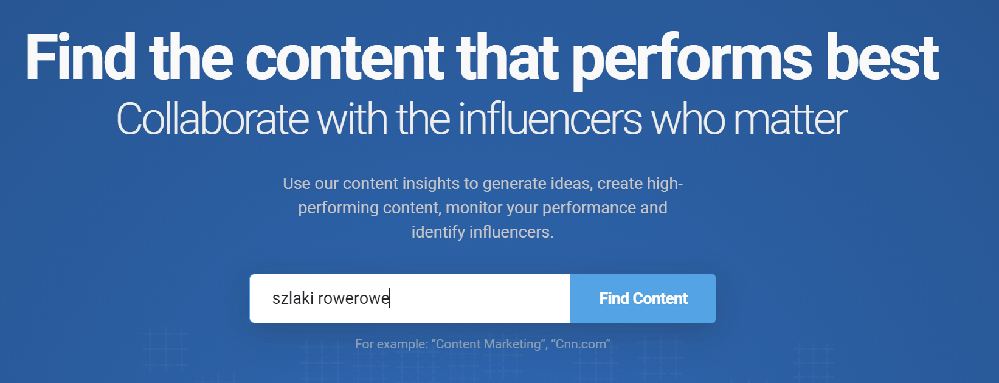 Find the content that performs best
Collaborate with the influencers who matter
Use our content insights to generate ideas, create high-
performing content, monitor your performance and
identify influencers.
szlaki rowerowe
Find Content
For example: “Content Marketing”, “Cnn.com”